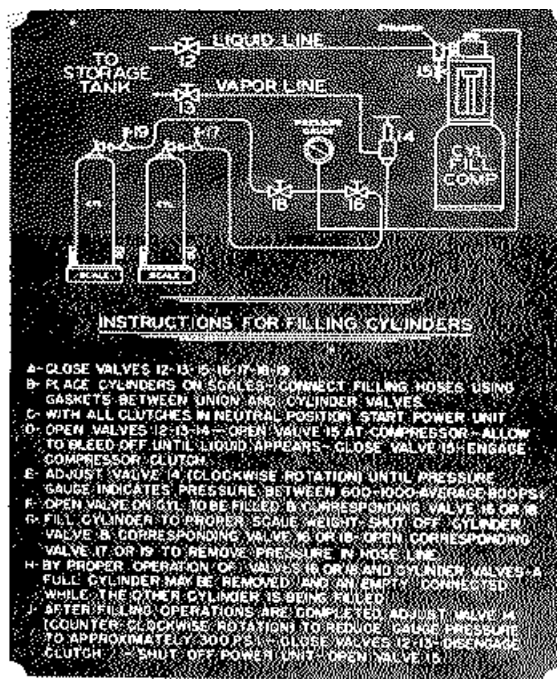 LIQUID LINE
12
TO
STORAGE
TANK
15
VAPOR LINE
13
19
17
PRESSURE
GAUGE
14
CYL
FILL
COMP
18
16
CYL
CYL
SCALE
SCALE
INSTRUCTIONS FOR FILLING CYLINDERS
A- CLOSE VALVES 12-13-15-16-17-18-19
B- PLACE CYLINDERS ON SCALES- CONNECT FILLING HOSES USING
GASKETS BETWEEN UNION AND CYLINDER VALVES
C- WITH ALL CLUTCHES IN NEUTRAL POSITION START POWER UNIT
D- OPEN VALVES 12-13-14- OPEN VALVE 15 AT COMPRESSOR- ALLOW
TO BLEED OFF UNTIL LIQUID APPEARS- CLOSE VALVE 15- ENGAGE
COMPRESSOR CLUTCH
E- ADJUST VALVE 14 (CLOCKWISE ROTATION) UNTIL PRESSURE
GAUGE INDICATES PRESSURE BETWEEN 600-1000-AVERAGE-800PSI
F- OPEN VALVE ON CYL TO BE FILLED & CORRESPONDING VALVE 16 OR 18
G- FILL CYLINDER TO PROPER SCALE WEIGHT- SHUT OFF CYLINDER
VALVE & CORRESPONDING VALVE 16 OR 18- OPEN CORRESPONDING
VALVE 17 OR 19 TO REMOVE PRESSURE IN HOSE LINE
H- BY PROPER OPERATION OF VALVES 16 OR 18 AND CYLINDER VALVES- A
FULL CYLINDER MAY BE REMOVED AND AN EMPTY CONNECTED
WHILE THE OTHER CYLINDER IS BEING FILLED
J- AFTER FILLING OPERATIONS ARE COMPLETED ADJUST VALVE 14
(COUNTER CLOCKWISE ROTATION) TO REDUCE GAUGE PRESSURE
TO APPROXIMATELY 300 PSI- CLOSE VALVES 12-13- DISENGAGE
CLUTCH - SHUT OFF POWER UNIT- OPEN VALVE 15